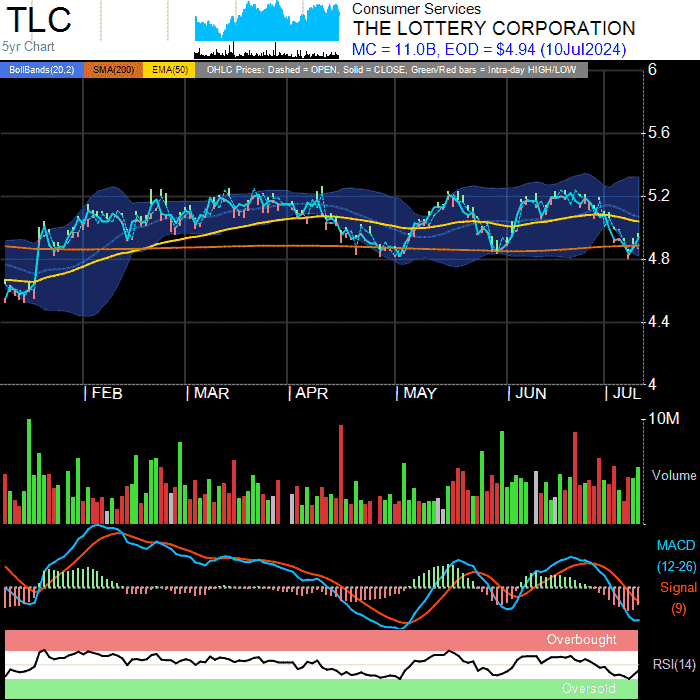 TLC
5yr Chart
Consumer Services
THE LOTTERY CORPORATION
MC = 11.0B, EOD = $4.94 (10Jul2024)
BollBands(20,2) SMA(200) EMA(50) OHLC Prices: Dashed = OPEN, Solid = CLOSE, Green/Red bars = Intra-day HIGH/LOW
6
5.6
5.2
4.8
4.4
4
| FEB | MAR | APR | MAY | JUN | JUL
10M
Volume
MACD
(12-26)
Signal
(9)
Overbought
RSI(14)
Oversold